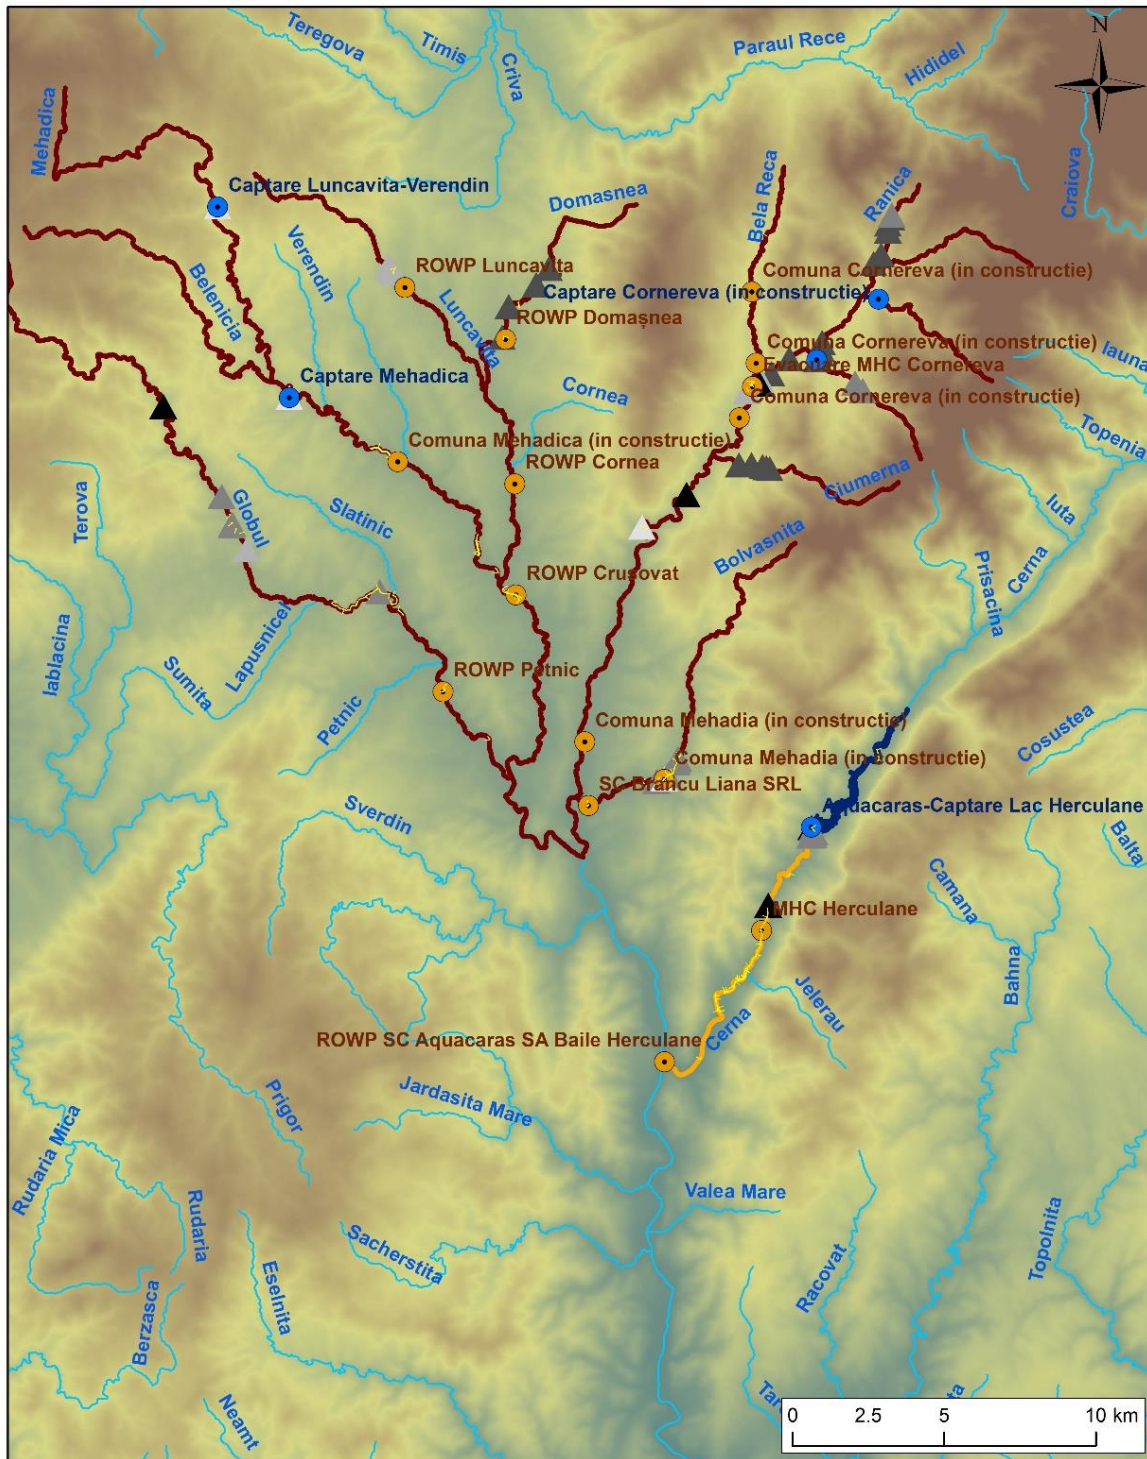 N
Teregova
Timis
Criva
Paraul Rece
Hididel
Mehadica
Captare Luncavita-Verendin
Domasnea
Bela Reca
Ranica
Craiova
Verendin
Belenicia
ROWP Luncavita
Comuna Cornereva (in constructie)
Captare Cornereva (in constructie)
Luncavita
ROWP Domașnea
Comuna Cornereva (in constructie)
Iauna
Captare Mehadica
Cornea
Evacuare MHC Cornereva
Comuna Cornereva (in constructie)
Topenia
Comuna Mehadica (in constructie)
ROWP Cornea
Ciumerna
Terova
Globul
Slatinic
Iuta
Cerna
Bolvasnita
Prisacina
ROWP Crusovat
Iablacina
Sumita
Lapusnicel
ROWP Petnic
Petnic
Comuna Mehadia (in constructie)
Cosustea
Comuna Mehadia (in constructie)
SC Brancu Liana SRL
Sverdin
Aquacaras-Captare Lac Herculane
Balta
Camana
MHC Herculane
Bahna
Jelerau
Cerna
ROWP SC Aquacaras SA Baile Herculane
Prigor
Jardasita Mare
Rudaria Mica
Rudaria
Valea Mare
Sacherstita
Racovat
Topolnita
Eselnita
Berzasca
Neamt
0 2.5 5 10 km